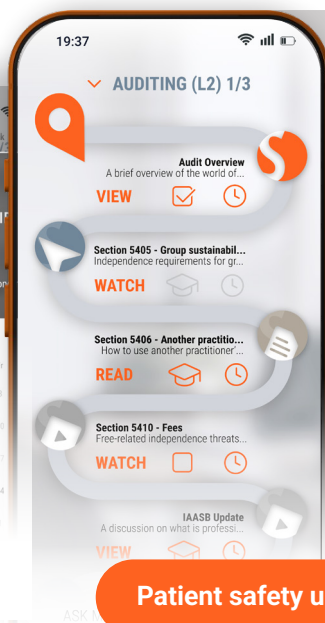 19:37
AUDITING (L2) 1/3
Audit Overview
A brief overview of the world of...
VIEW
Section 5405 - Group sustainabil...
Independence requirements for gr...
WATCH
Section 5406 - Another practitio...
How to use another practitioner'...
READ
Section 5410 - Fees
Free-related independence threats...
WATCH
IAASB Update
A discussion on what is professi...
VIEW
Patient safety u
ASK M